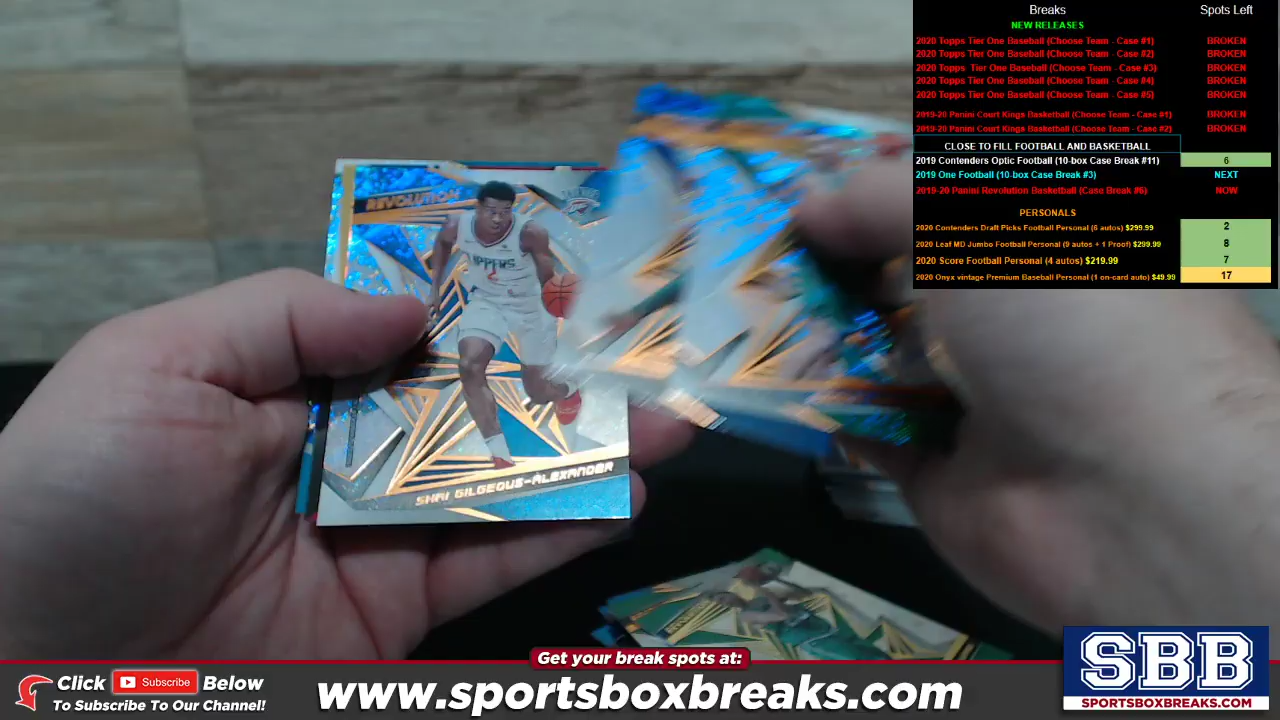 Breaks Spots Left
NEW RELEASES
2020 Topps Tier One Baseball (Choose Team - Case #1) BROKEN
2020 Topps Tier One Baseball (Choose Team - Case #2) BROKEN
2020 Topps Tier One Baseball (Choose Team - Case #3) BROKEN
2020 Topps Tier One Baseball (Choose Team - Case #4) BROKEN
2020 Topps Tier One Baseball (Choose Team - Case #5) BROKEN
2019-20 Panini Court Kings Basketball (Choose Team - Case #1) BROKEN
2019-20 Panini Court Kings Basketball (Choose Team - Case #2) BROKEN
CLOSE TO FILL FOOTBALL AND BASKETBALL
2019 Contenders Optic Football (10-box Case Break #11) 6
2019 One Football (10-box Case Break #3) NEXT
2019-20 Panini Revolution Basketball (Case Break #6) NOW
PERSONALS
2020 Contenders Draft Picks Football Personal (6 autos) $299.99 2
2020 Leaf MD Jumbo Football Personal (9 autos + 1 Proof) $299.99 8
2020 Score Football Personal (4 autos) $219.99 7
2020 Onyx vintage Premium Baseball Personal (1 on-card auto) $49.99 17
REVOLUTION
CLIPPERS
2
SHAI GILGEOUS-ALEXANDER
Get your break spots at:
Click Subscribe Below
To Subscribe To Our Channel!
www.sportsboxbreaks.com
SBB
SPORTSBOXBREAKS.COM